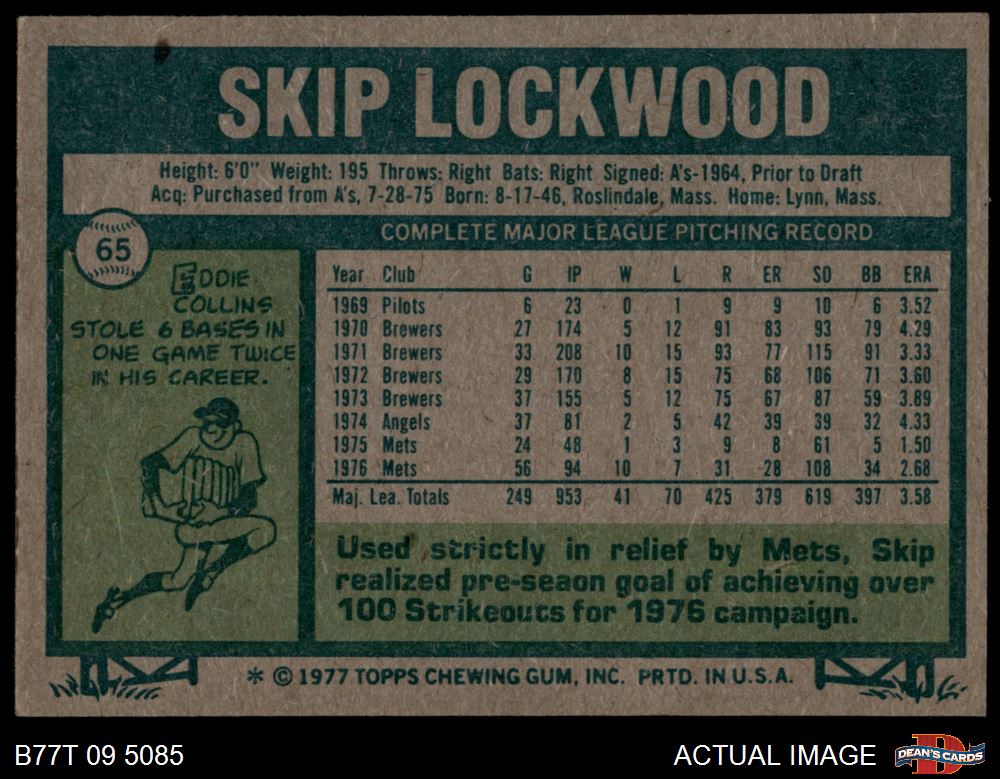 SKIP LOCKWOOD
Height: 6'0" Weight: 195 Throws: Right Bats: Right Signed: A's-1964, Prior to Draft
Acq: Purchased from A's, 7-28-75 Born: 8-17-46, Roslindale, Mass. Home: Lynn, Mass.
65
EDDIE
COLLINS
STOLE 6 BASES IN
ONE GAME TWICE
IN HIS CAREER.
COMPLETE MAJOR LEAGUE PITCHING RECORD
Year Club G IP W L R ER SO BB ERA
1969 Pilots 6 23 0 1 9 9 10 6 3.52
1970 Brewers 27 174 5 12 91 83 93 79 4.29
1971 Brewers 33 208 10 15 93 77 115 91 3.33
1972 Brewers 29 170 8 15 75 68 106 71 3.60
1973 Brewers 37 155 5 12 75 67 87 59 3.89
1974 Angels 37 81 2 5 42 39 39 32 4.33
1975 Mets 24 48 1 3 9 8 61 5 1.50
1976 Mets 56 94 10 7 31 -28 108 34 2.68
Maj. Lea. Totals 249 953 41 70 425 379 619 397 3.58
Used strictly in relief by Mets, Skip
realized pre-seaon goal of achieving over
100 Strikeouts for 1976 campaign.
* © 1977 TOPPS CHEWING GUM, INC. PRTD. IN U.S.A.
B77T 09 5085
ACTUAL IMAGE
DEAN'S CARDS